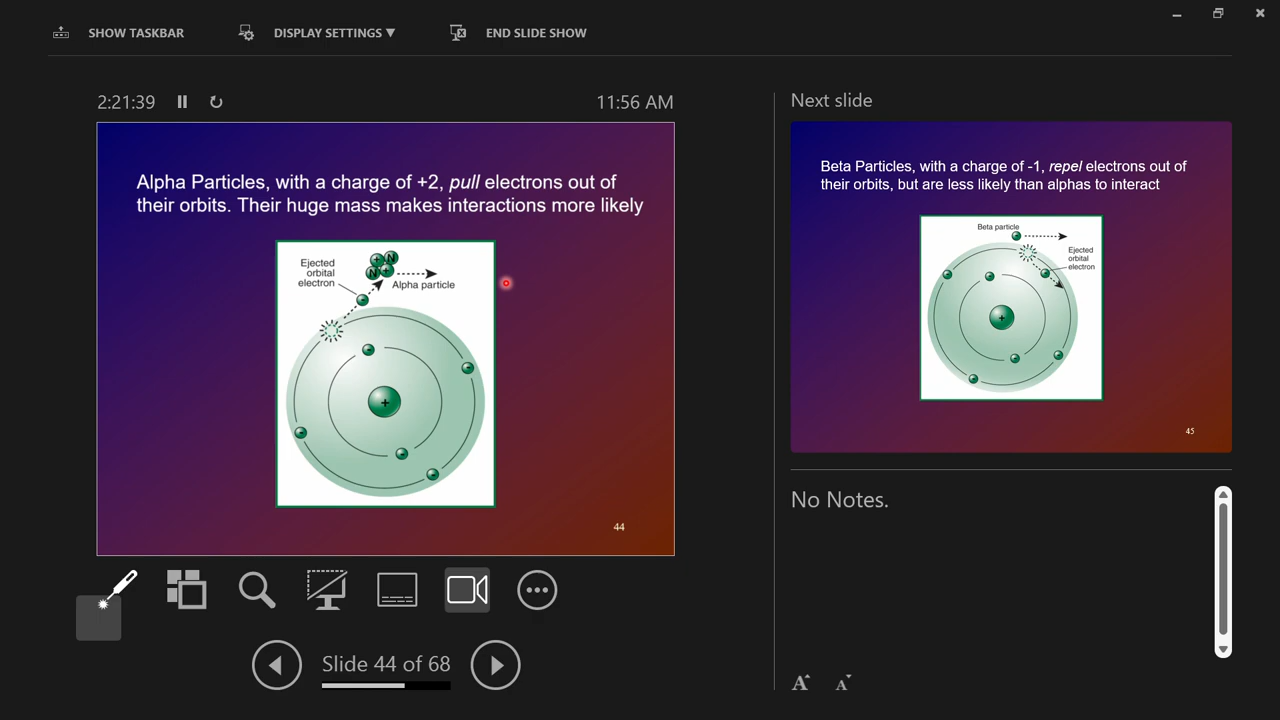 SHOW TASKBAR
DISPLAY SETTINGS ▼
END SLIDE SHOW
2:21:39
11:56 AM
Alpha Particles, with a charge of +2, pull electrons out of
their orbits. Their huge mass makes interactions more likely
Ejected
orbital
electron
+ N
N +
Alpha particle
-
-
-
+
-
-
-
44
Slide 44 of 68
Next slide
Beta Particles, with a charge of -1, repel electrons out of
their orbits, but are less likely than alphas to interact
Beta particle
-
Ejected
orbital
electron
-
-
-
+
-
-
-
45
No Notes.
A A